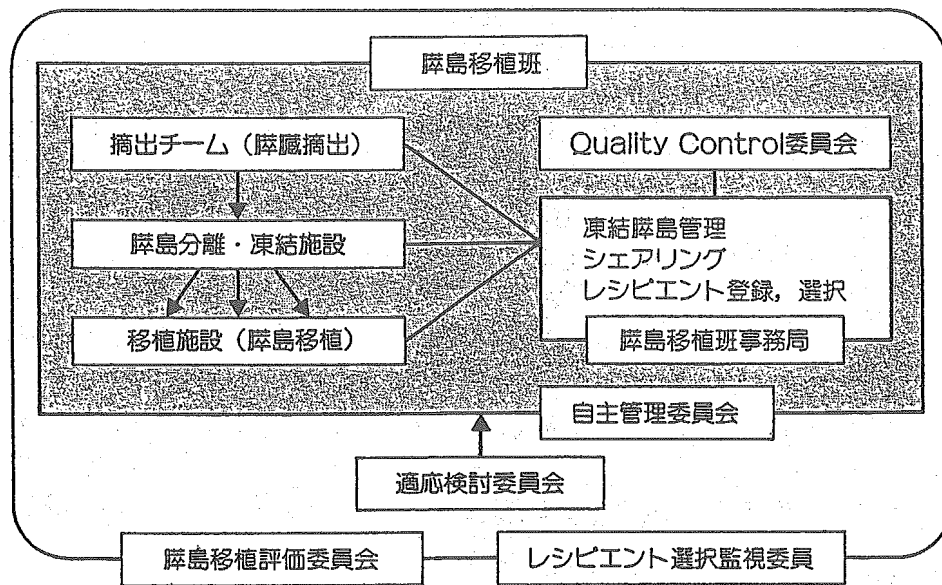 膵島移植班
摘出チーム（膵臓摘出）
膵島分離・凍結施設
移植施設（膵島移植）
Quality Control委員会
凍結膵島管理
シェアリング
レシピエント登録，選択
膵島移植班事務局
自主管理委員会
適応検討委員会
膵島移植評価委員会
レシピエント選択監視委員